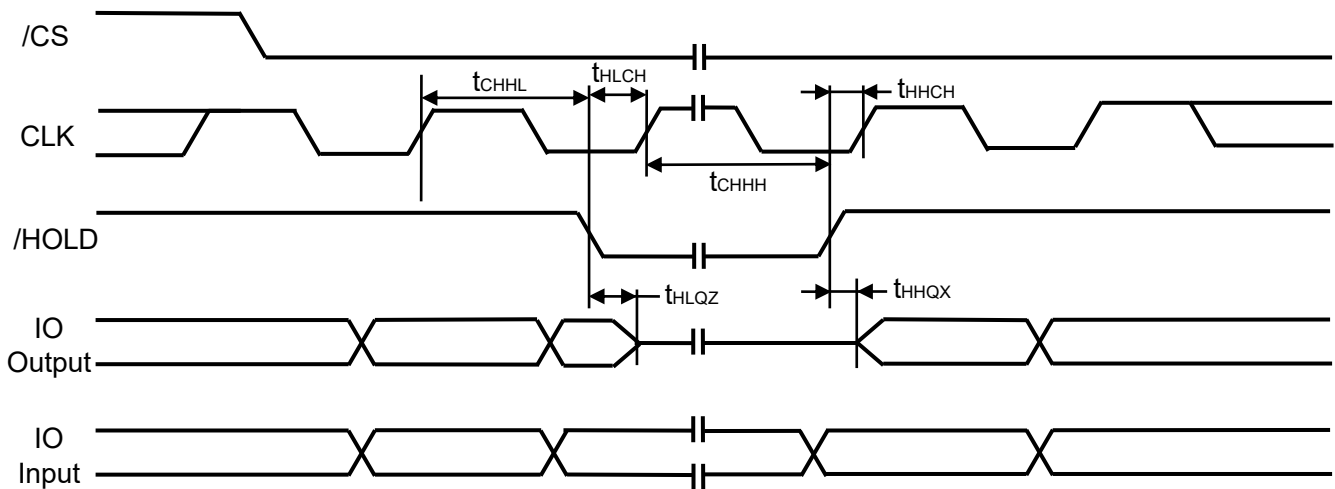 /CS
tCHHL
tHLCH
tHHCH
CLK
tCHHH
/HOLD
tHLQZ
tHHQX
IO
Output
IO
Input